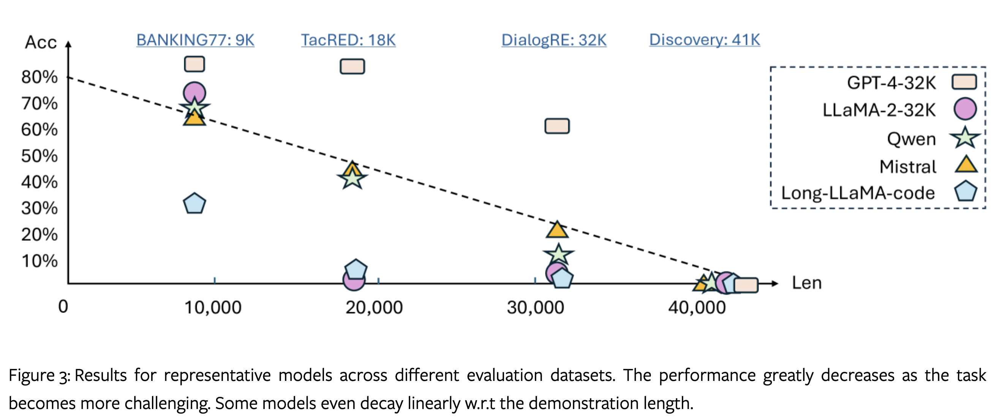 BANKING77: 9K
TacRED: 18K
DialogRE: 32K
Discovery: 41K
Acc
80%
70%
60%
50%
40%
30%
20%
10%
0
10,000
20,000
30,000
40,000
Len
GPT-4-32K
LLaMA-2-32K
Qwen
Mistral
Long-LLaMA-code
Figure 3: Results for representative models across different evaluation datasets. The performance greatly decreases as the task
becomes more challenging. Some models even decay linearly w.r.t the demonstration length.